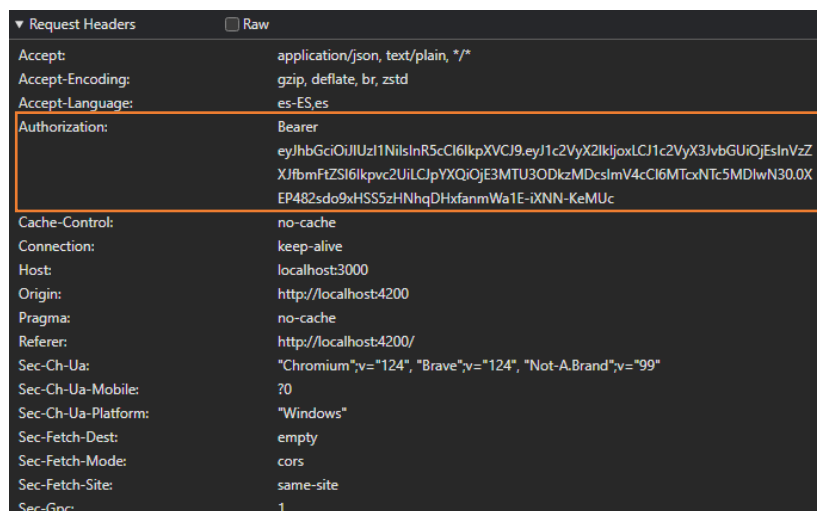 ▼ Request Headers Raw
Accept: application/json, text/plain, */*
Accept-Encoding: gzip, deflate, br, zstd
Accept-Language: es-ES,es
Authorization: Bearer
eyJhbGciOiJIUzI1NiIsInR5cCI6IkpXVCJ9.eyJ1c2VyX2lkIjoxLCJ1c2VyX3JvbGUiOjEsInVzZ
XJfbmFtZSI6Ikpvc2UiLCJpYXQiOjE3MTU3ODkzMDcsImV4cCI6MTcxNTc5MDIwN30.0X
EP482sdo9xHSS5zHNhqDHxfanmWa1E-iXNN-KeMUc
Cache-Control: no-cache
Connection: keep-alive
Host: localhost:3000
Origin: http://localhost:4200
Pragma: no-cache
Referer: http://localhost:4200/
Sec-Ch-Ua: "Chromium";v="124", "Brave";v="124", "Not-A.Brand";v="99"
Sec-Ch-Ua-Mobile: ?0
Sec-Ch-Ua-Platform: "Windows"
Sec-Fetch-Dest: empty
Sec-Fetch-Mode: cors
Sec-Fetch-Site: same-site
Sec-Gpc: 1